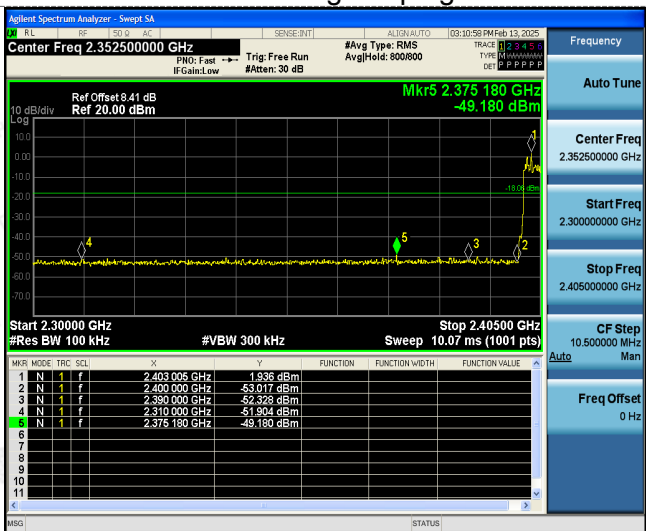 Agilent Spectrum Analyzer - Swept SA
LXI RL RF 50 Ω AC SENSE:INT ALIGN AUTO 03:10:58 PM Feb 13, 2025
Center Freq 2.352500000 GHz #Avg Type: RMS TRACE 1 2 3 4 5 6
PNO: Fast Trig: Free Run Avg|Hold: 800/800 TYPE M
IFGain:Low #Atten: 30 dB DET P P P P P P
Mkr5 2.375 180 GHz
-49.180 dBm
Ref Offset 8.41 dB
10 dB/div Ref 20.00 dBm
Log
10.0
0.00
-10.0
-20.0
-30.0
-40.0
-50.0
-60.0
-70.0
1
-18.06 dBm
4
5
3
2
Start 2.30000 GHz Stop 2.40500 GHz
#Res BW 100 kHz #VBW 300 kHz Sweep 10.07 ms (1001 pts)
MKR MODE TRC SCL X Y FUNCTION FUNCTION WIDTH FUNCTION VALUE
1 N 1 f 2.403 005 GHz 1.936 dBm
2 N 1 f 2.400 000 GHz -53.017 dBm
3 N 1 f 2.390 000 GHz -52.328 dBm
4 N 1 f 2.310 000 GHz -51.904 dBm
5 N 1 f 2.375 180 GHz -49.180 dBm
6
7
8
9
10
11
MSG STATUS
Frequency
Auto Tune
Center Freq
2.352500000 GHz
Start Freq
2.300000000 GHz
Stop Freq
2.405000000 GHz
CF Step
10.500000 MHz
Auto Man
Freq Offset
0 Hz